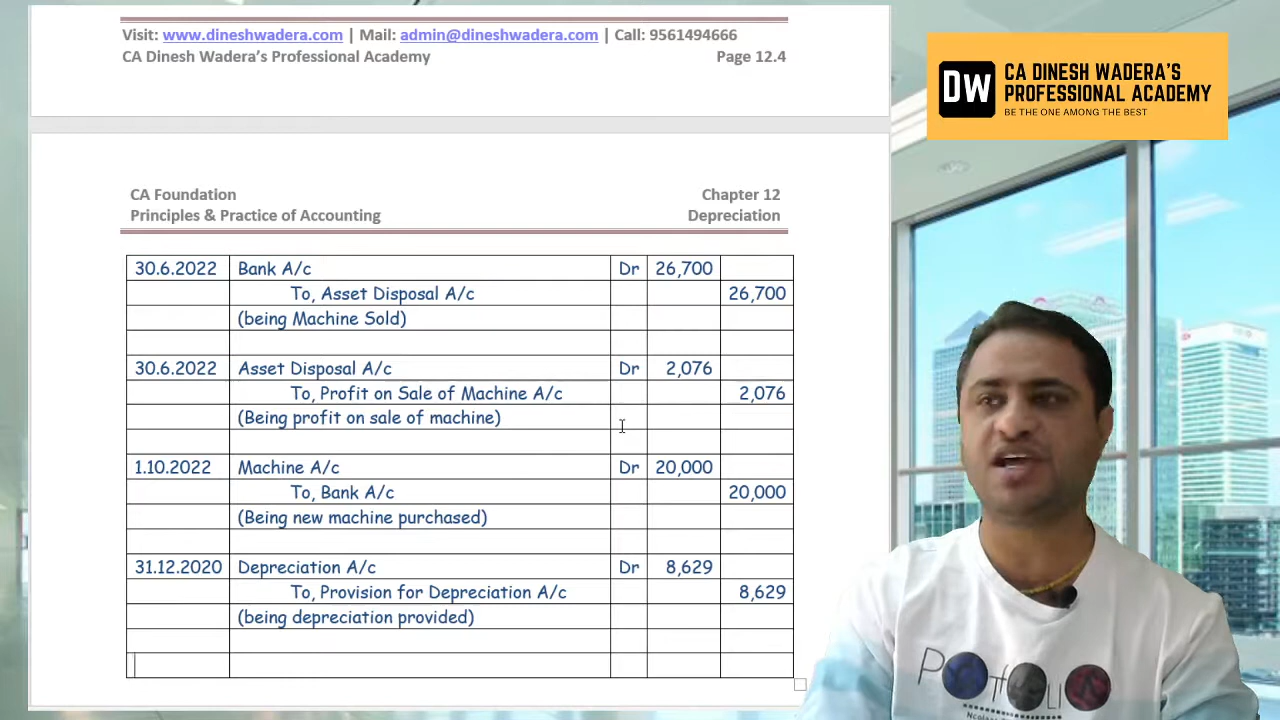 Visit: www.dineshwadera.com | Mail: admin@dineshwadera.com | Call: 9561494666
CA Dinesh Wadera's Professional Academy Page 12.4
DW CA DINESH WADERA'S
PROFESSIONAL ACADEMY
BE THE ONE AMONG THE BEST
CA Foundation Chapter 12
Principles & Practice of Accounting Depreciation
30.6.2022 Bank A/c Dr 26,700
To, Asset Disposal A/c 26,700
(being Machine Sold)
30.6.2022 Asset Disposal A/c Dr 2,076
To, Profit on Sale of Machine A/c 2,076
(Being profit on sale of machine)
1.10.2022 Machine A/c Dr 20,000
To, Bank A/c 20,000
(Being new machine purchased)
31.12.2020 Depreciation A/c Dr 8,629
To, Provision for Depreciation A/c 8,629
(being depreciation provided)